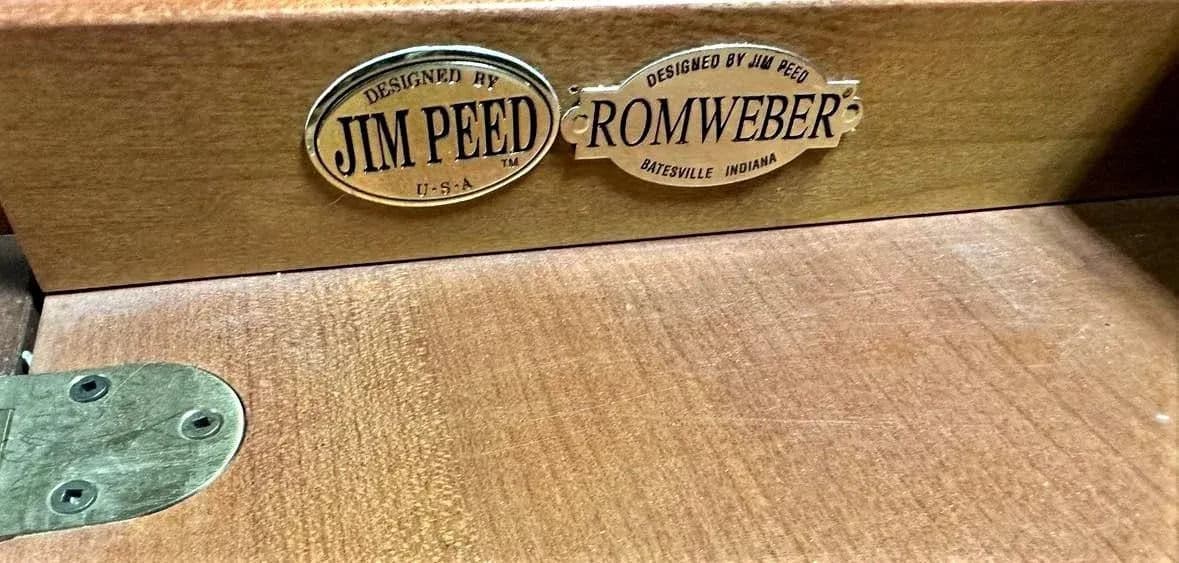 DESIGNED BY
JIM PEED
TM
U·S·A
DESIGNED BY JIM PEED
ROMWEBER
BATESVILLE INDIANA